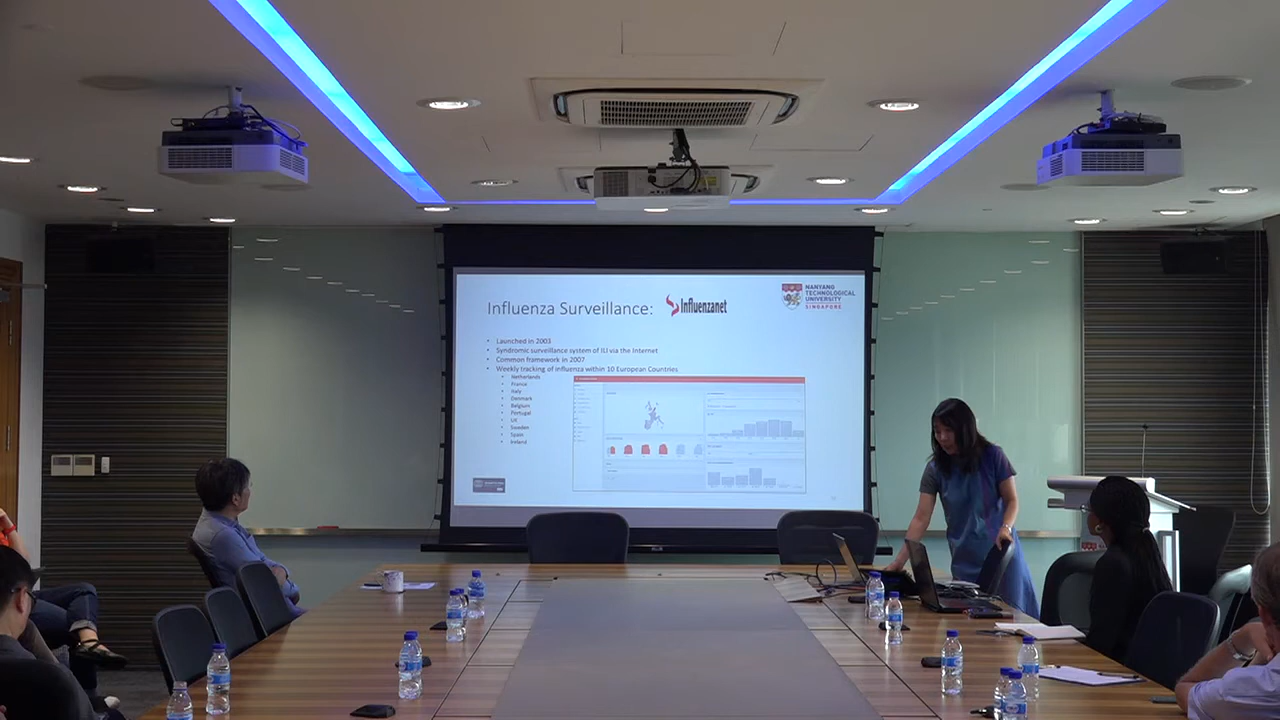 Influenza Surveillance:
Influenzanet
NANYANG
TECHNOLOGICAL
UNIVERSITY
SINGAPORE
• Launched in 2003
• Syndromic surveillance system of ILI via the Internet
• Common framework in 2007
• Weekly tracking of influenza within 10 European Countries
• Netherlands
• France
• Italy
• Denmark
• Belgium
• Portugal
• UK
• Sweden
• Spain
• Ireland